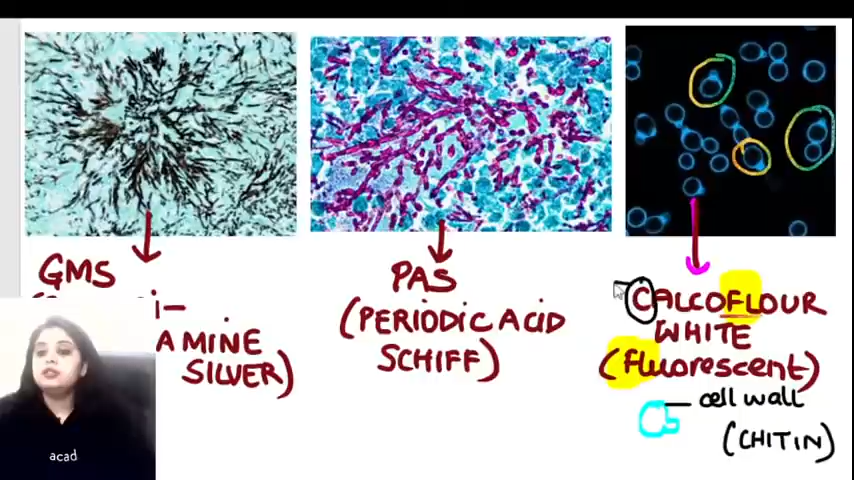 GMS
i-
AMINE
SILVER)
PAS
(PERIODIC ACID
SCHIFF)
CALCOFLOUR
WHITE
(fluorescent)
cell wall
(CHITIN)
acad